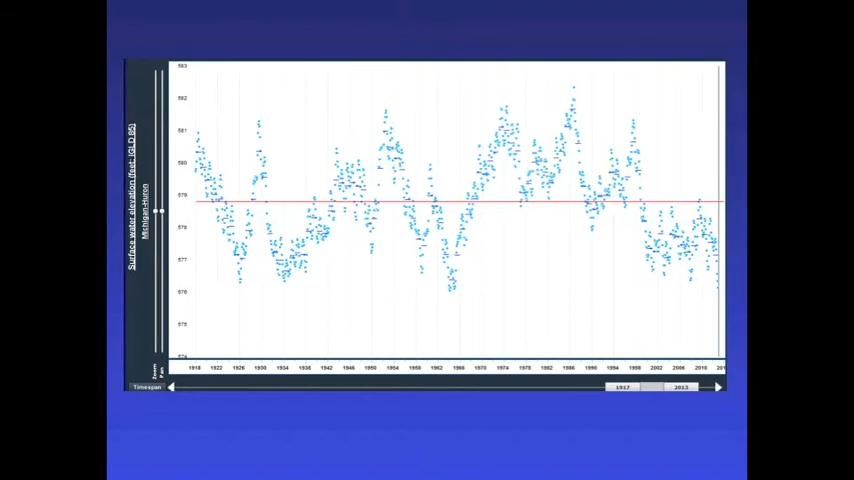 Surface water elevation (feet, IGLD 85)
Michigan-Huron
583
582
581
580
579
578
577
576
575
574
1918 1922 1926 1930 1934 1938 1942 1946 1950 1954 1958 1962 1966 1970 1974 1978 1982 1986 1990 1994 1998 2002 2006 2010
Zoom
Pan
Timespan 1917 2013